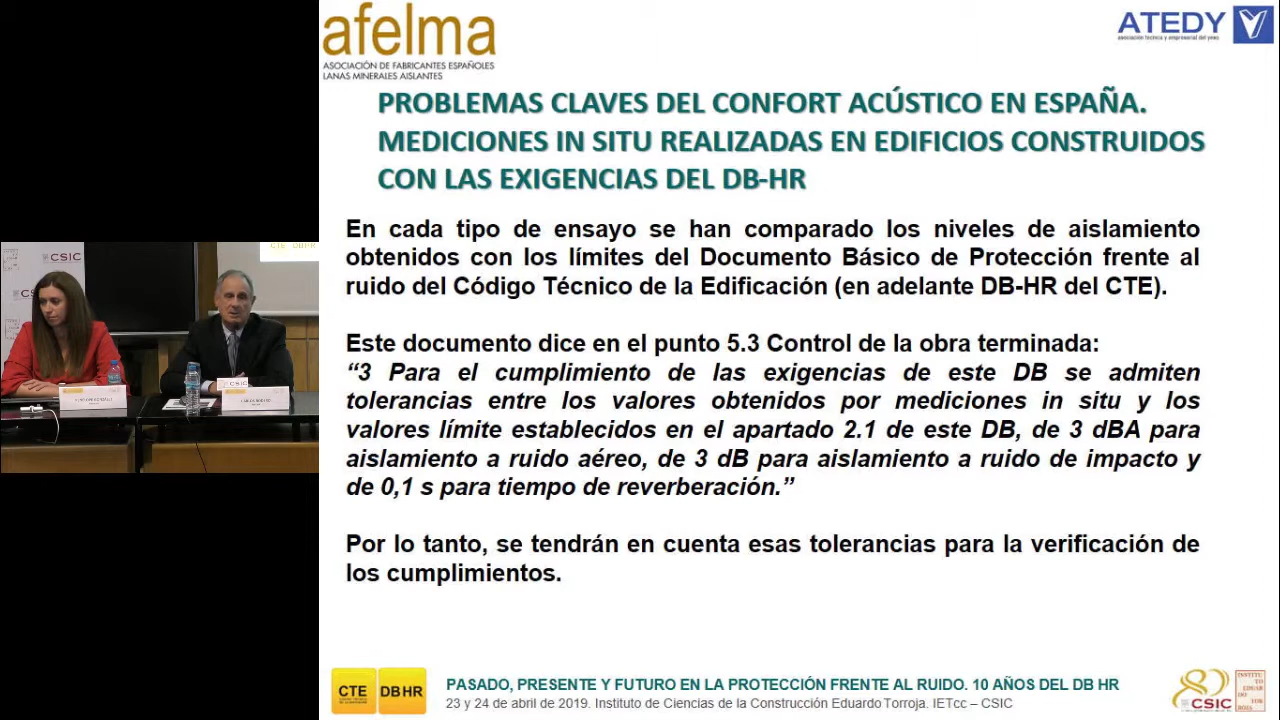 afelma
ASOCIACIÓN DE FABRICANTES ESPAÑOLES
LANAS MINERALES AISLANTES
ATEDY
asociación técnica y empresarial del yeso
PROBLEMAS CLAVES DEL CONFORT ACÚSTICO EN ESPAÑA.
MEDICIONES IN SITU REALIZADAS EN EDIFICIOS CONSTRUIDOS
CON LAS EXIGENCIAS DEL DB-HR
En cada tipo de ensayo se han comparado los niveles de aislamiento
obtenidos con los límites del Documento Básico de Protección frente al
ruido del Código Técnico de la Edificación (en adelante DB-HR del CTE).
Este documento dice en el punto 5.3 Control de la obra terminada:
“3 Para el cumplimiento de las exigencias de este DB se admiten
tolerancias entre los valores obtenidos por mediciones in situ y los
valores límite establecidos en el apartado 2.1 de este DB, de 3 dBA para
aislamiento a ruido aéreo, de 3 dB para aislamiento a ruido de impacto y
de 0,1 s para tiempo de reverberación.”
Por lo tanto, se tendrán en cuenta esas tolerancias para la verificación de
los cumplimientos.
CTE DB HR
PASADO, PRESENTE Y FUTURO EN LA PROTECCIÓN FRENTE AL RUIDO. 10 AÑOS DEL DB HR
23 y 24 de abril de 2019. Instituto de Ciencias de la Construcción Eduardo Torroja. IETcc – CSIC
80
CSIC
CSIC
CSIC